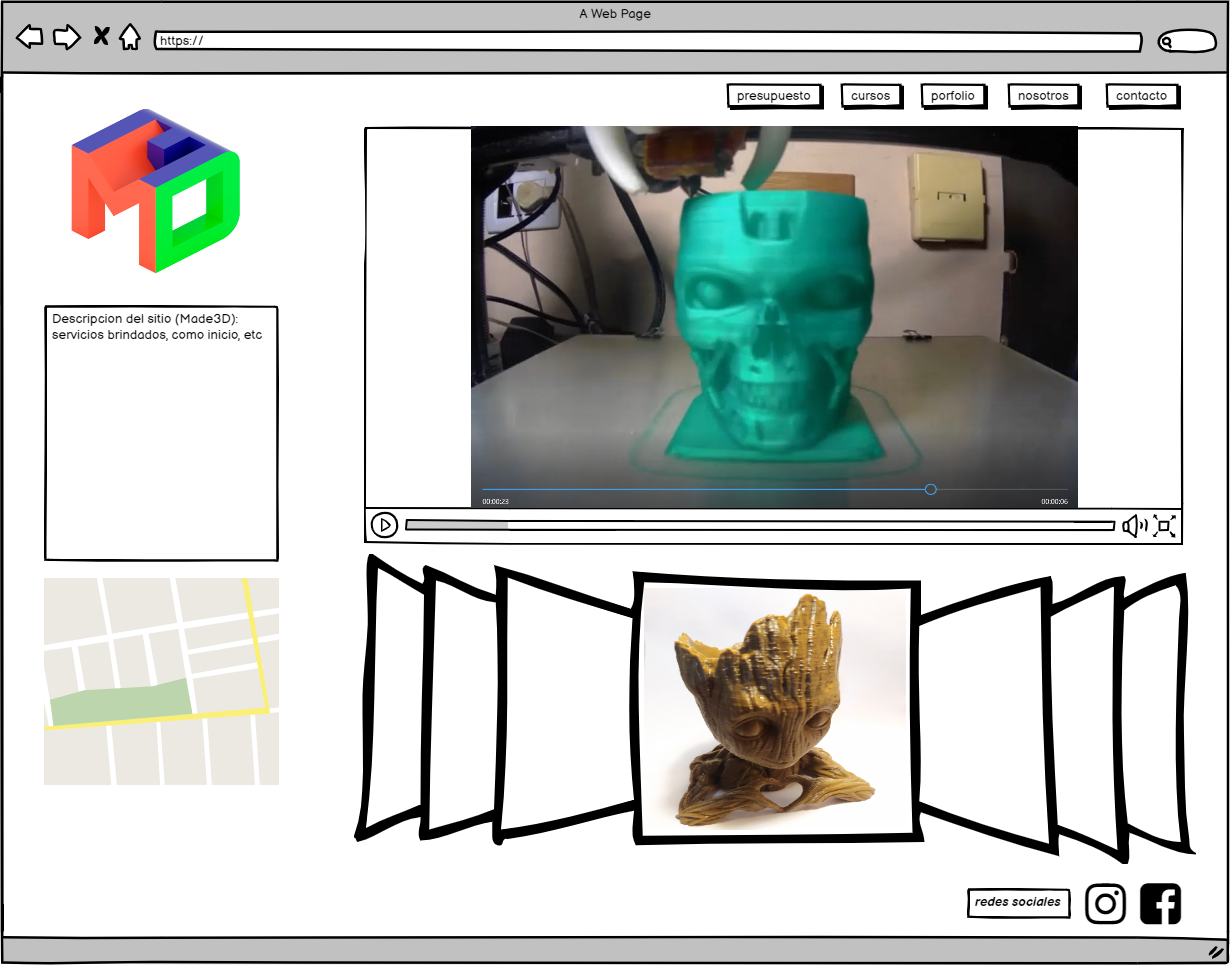 A Web Page
https://
presupuesto
cursos
porfolio
nosotros
contacto
M3D
Descripcion del sitio (Made3D):
servicios brindados, como inicio, etc
00:00:23
00:00:06
redes sociales